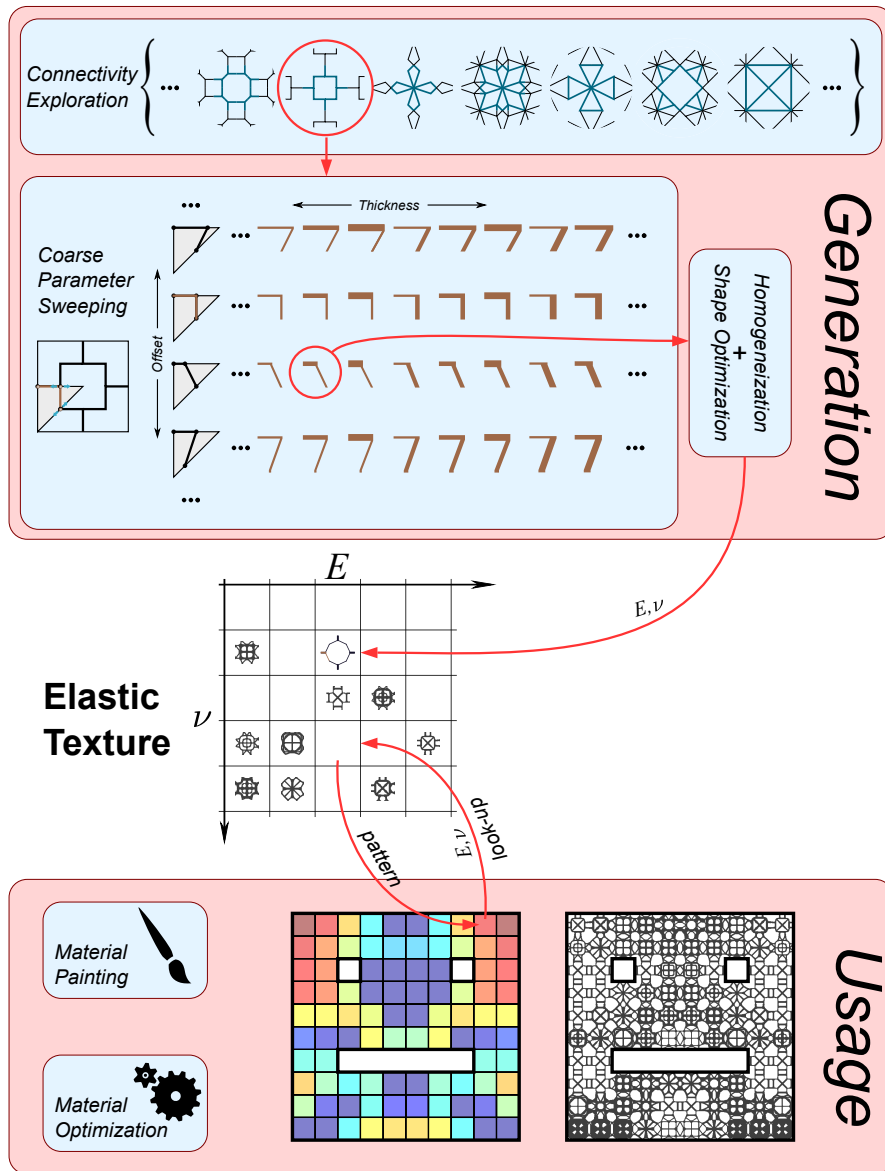 Connectivity
Exploration
...
...
Generation
...
Thickness
Coarse
Parameter
Sweeping
Offset
...
...
...
...
...
...
...
...
...
Homogeneization
+
Shape Optimization
E
E,ν
Elastic
Texture
ν
look-up
E,ν
pattern
Usage
Material
Painting
Material
Optimization